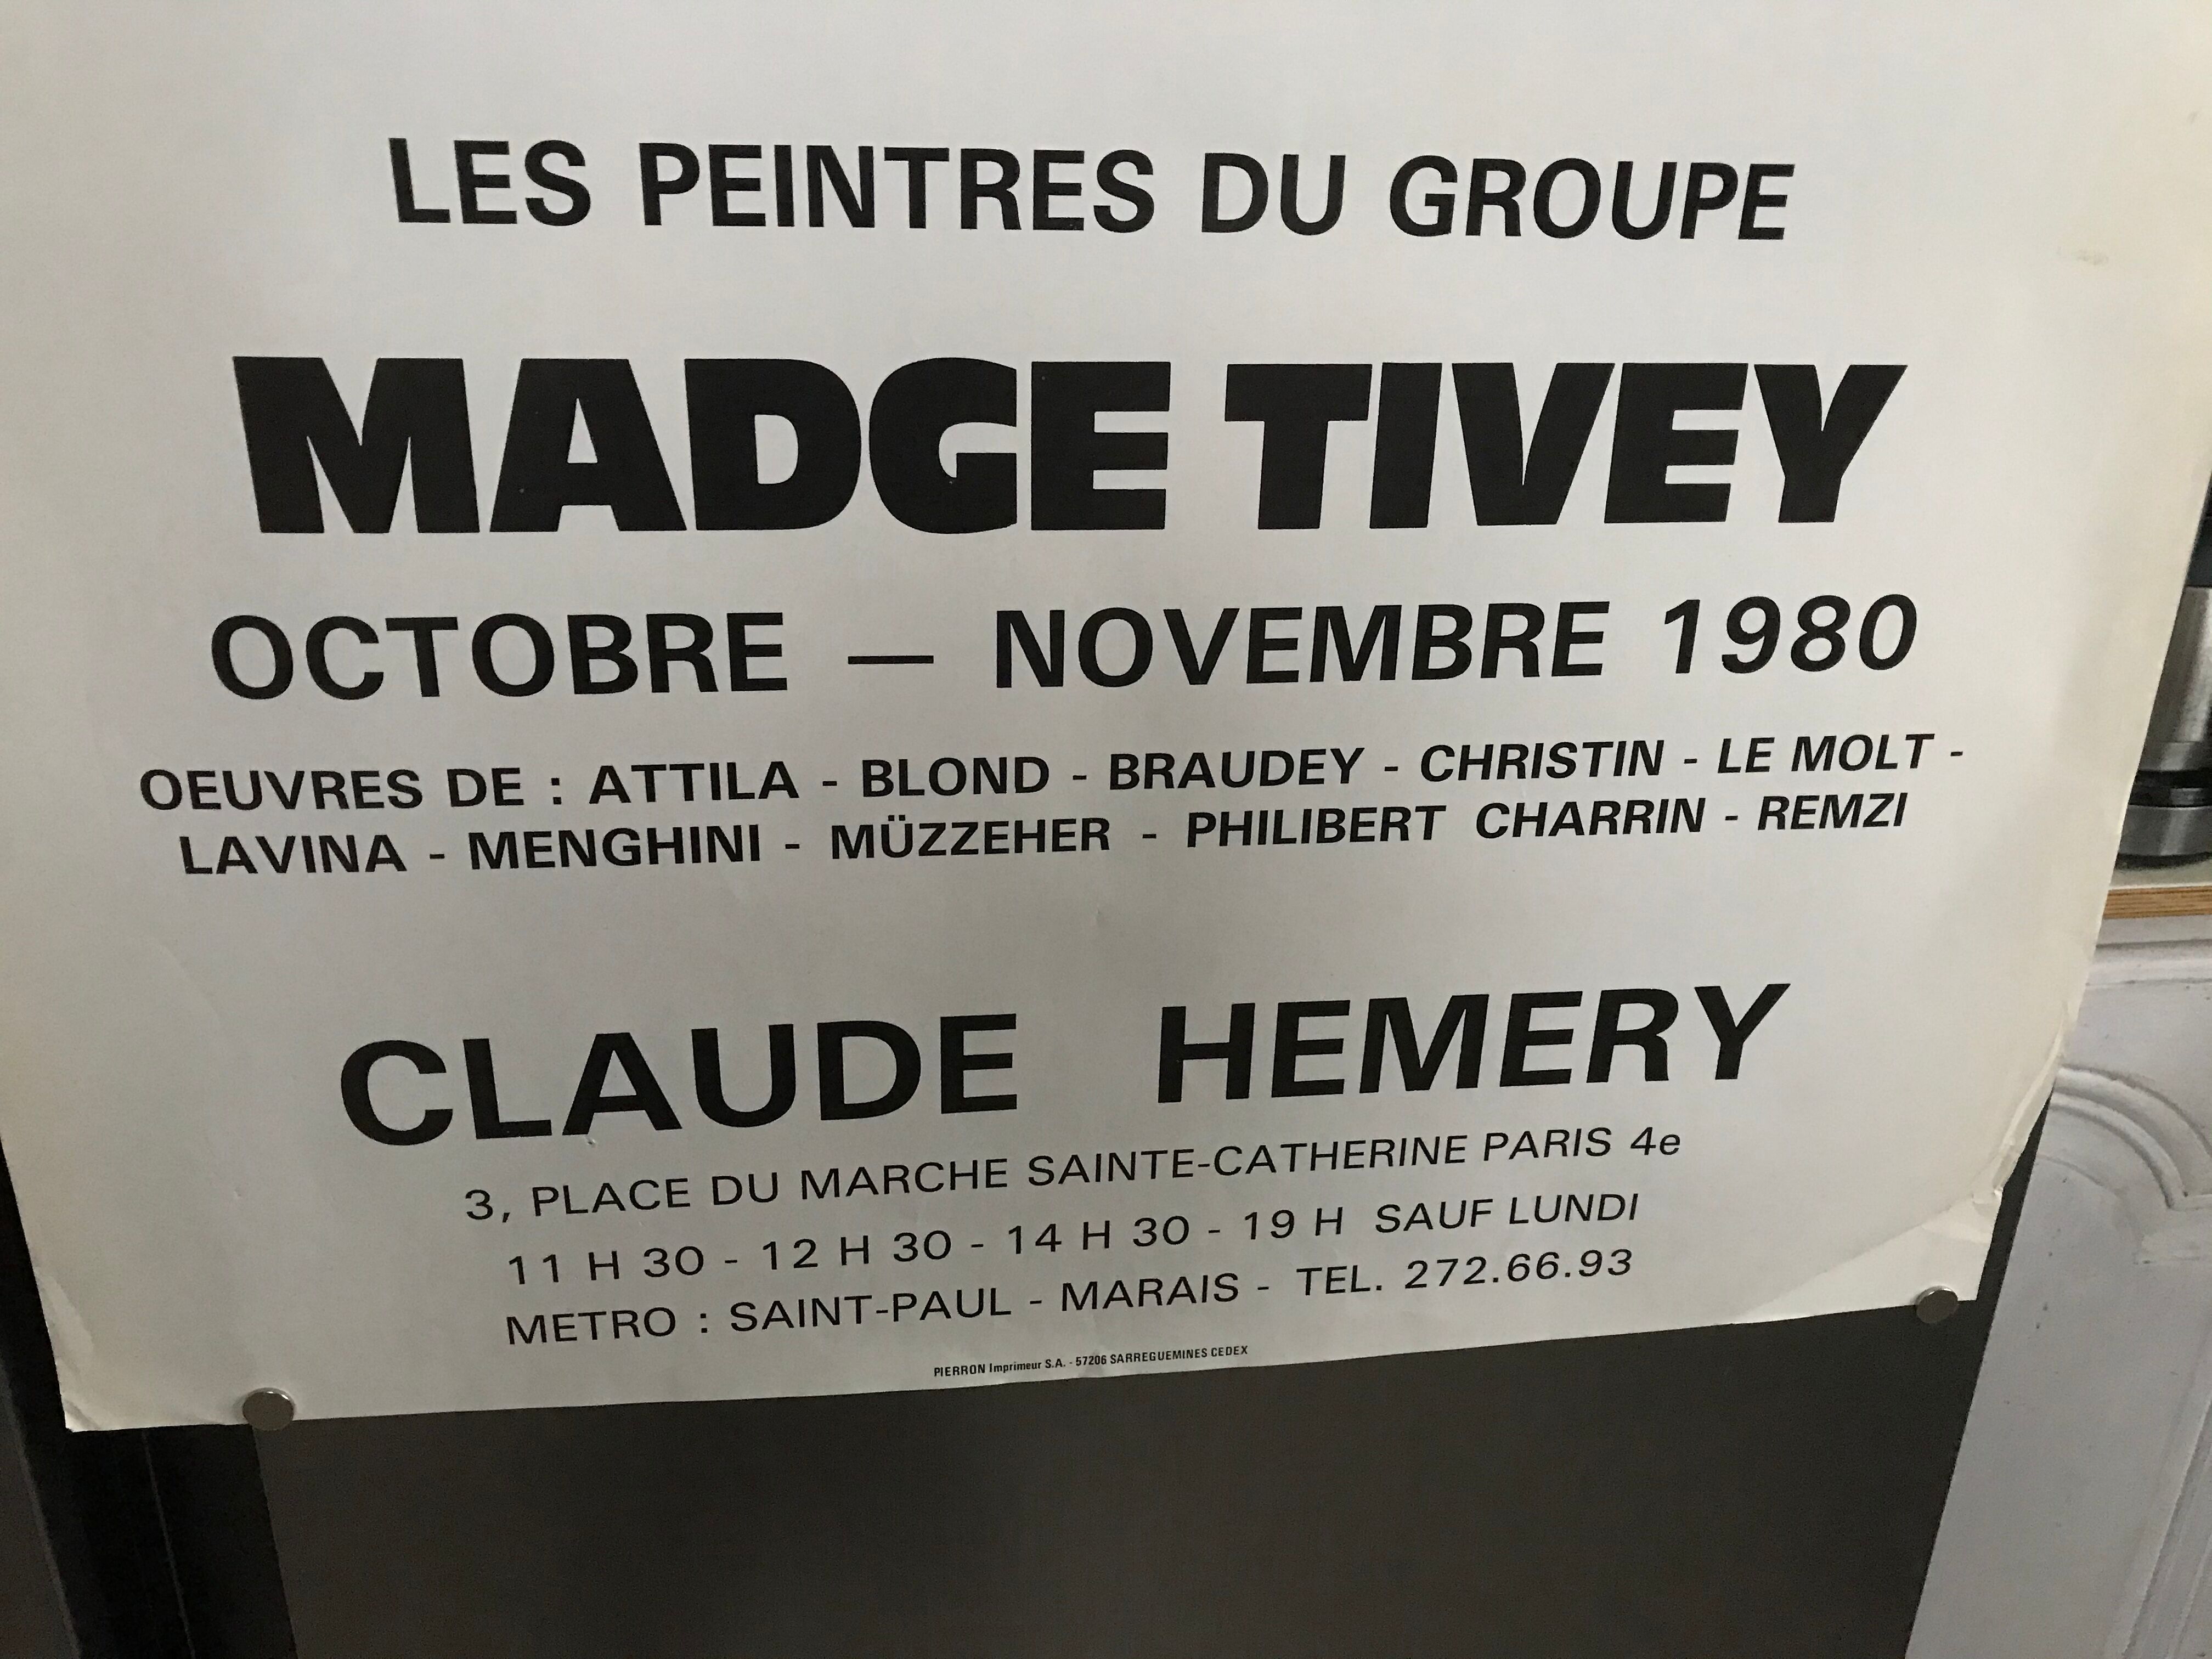 LES PEINTRES DU GROUPE
MADGE TIVEY
OCTOBRE — NOVEMBRE 1980
OEUVRES DE : ATTILA - BLOND - BRAUDEY - CHRISTIN - LE MOLT -
LAVINA - MENGHINI - MÜZZEHER - PHILIBERT CHARRIN - REMZI
CLAUDE HEMERY
3, PLACE DU MARCHE SAINTE-CATHERINE PARIS 4e
11 H 30 - 12 H 30 - 14 H 30 - 19 H SAUF LUNDI
METRO : SAINT-PAUL - MARAIS - TEL. 272.66.93
PIERRON Imprimeur S.A. - 57206 SARREGUEMINES CEDEX